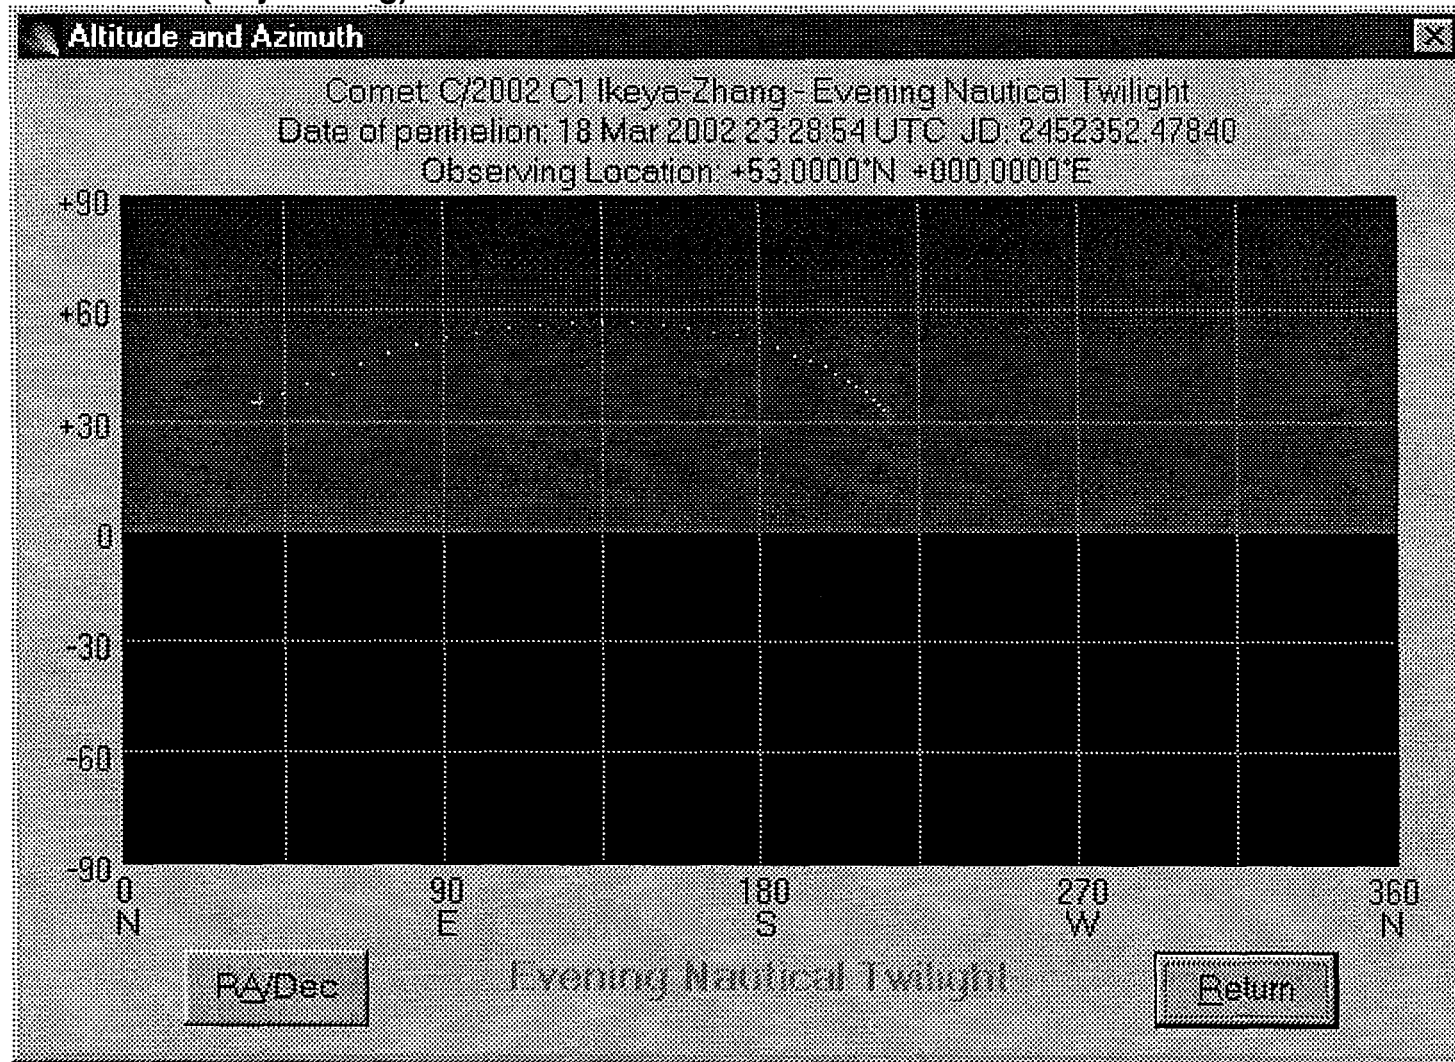 Altitude and Azimuth
Comet: C/2002 C1 Ikeya-Zhang - Evening Nautical Twilight
Date of perihelion: 18 Mar 2002 23:28:54 UTC JD: 2452352.47840
Observing Location: +53.0000°N +000.0000°E
+90
+60
+30
0
-30
-60
-90
0 90 180 270 360
N E S W N
RA/Dec Evening Nautical Twilight Return